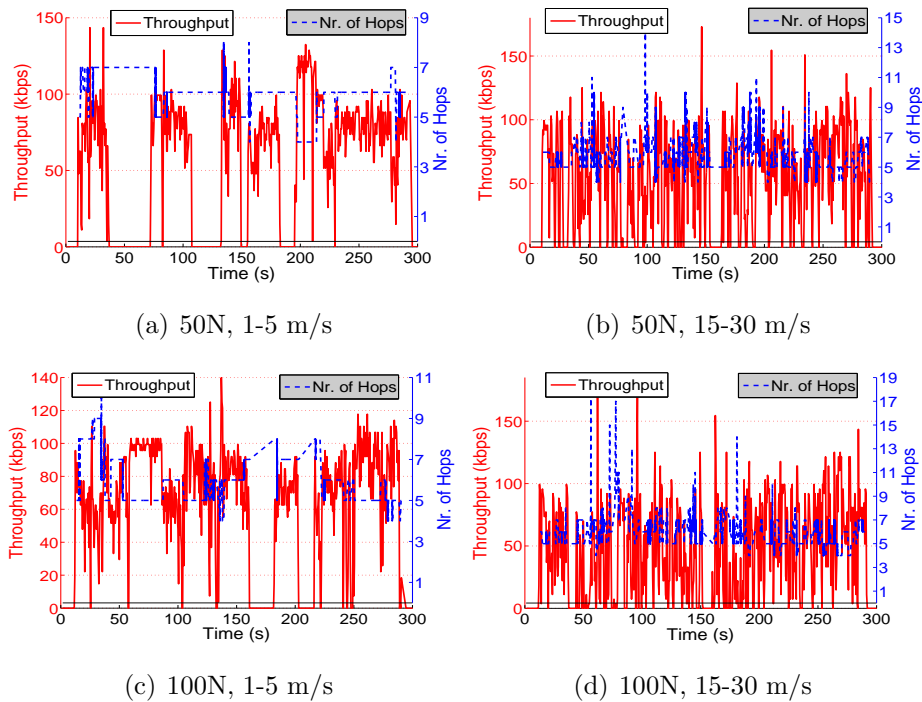 Throughput
Nr. of Hops
Throughput (kbps)
150
100
50
0
9
7
5
3
1
Nr. of Hops
0 50 100 150 200 250 300
Time (s)
(a) 50N, 1-5 m/s
Throughput
Nr. of Hops
Throughput (kbps)
150
100
50
0
15
13
11
9
7
5
3
1
Nr. of Hops
0 50 100 150 200 250 300
Time (s)
(b) 50N, 15-30 m/s
Throughput
Nr. of Hops
Throughput (kbps)
140
120
100
80
60
40
20
0
11
9
7
5
3
1
Nr. of Hops
0 50 100 150 200 250 300
Time (s)
(c) 100N, 1-5 m/s
Throughput
Nr. of Hops
Throughput (kbps)
150
100
50
0
19
17
15
13
11
9
7
5
3
1
Nr. of Hops
0 50 100 150 200 250 300
Time (s)
(d) 100N, 15-30 m/s